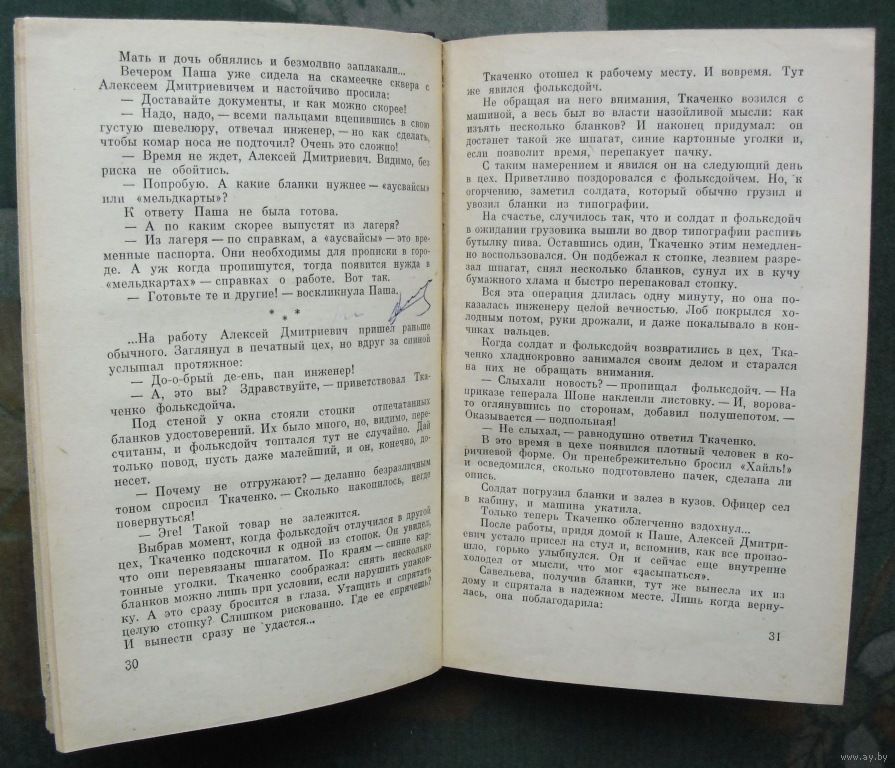 Мать и дочь обнялись и безмолвно заплакали...
Вечером Паша уже сидела на скамеечке сквера с
Алексеем Дмитриевичем и настойчиво просила:
— Доставайте документы, и как можно скорее!
— Надо, надо, — всеми пальцами вцепившись в свою
густую шевелюру, отвечал инженер, — но как сделать,
чтобы комар носа не подточил? Очень это сложно!
— Время не ждет, Алексей Дмитриевич. Видимо, без
риска не обойтись.
— Попробую. А какие бланки нужнее — «аусвайсы»
или «мельдкарты»?
К ответу Паша не была готова.
— А по каким скорее выпустят из лагеря?
— Из лагеря — по справкам, а «аусвайсы» — это вре-
менные паспорта. Они необходимы для прописки в горо-
де. А уж когда пропишутся, тогда появится нужда в
«мельдкартах» — справках о работе. Вот так.
— Готовьте те и другие! — воскликнула Паша.
* * *
...На работу Алексей Дмитриевич пришел раньше
обычного. Заглянул в печатный цех, но вдруг за спиной
услышал протяжное:
— До-о-брый де-ень, пан инженер!
— А, это вы? Здравствуйте, — приветствовал Тка-
ченко фольксдойча.
Под стеной у окна стояли стопки отпечатанных
бланков удостоверений. Их было много, но, видимо, пере-
считаны, и фольксдойч топтался тут не случайно. Дай
только повод, пусть даже малейший, и он, конечно, до-
несет.
— Почему не отгружают? — деланно безразличным
тоном спросил Ткаченко. — Сколько накопилось, негде
повернуться!
— Эге! Такой товар не залежится.
Выбрав момент, когда фольксдойч отлучился в другой
цех, Ткаченко подскочил к одной из стопок. Он увидел,
что они перевязаны шпагатом. По краям — синие кар-
тонные уголки. Ткаченко соображал: снять несколько
бланков можно лишь при условии, если нарушить упаков-
ку. А это сразу бросится в глаза. Утащить и спрятать
целую стопку? Слишком рискованно. Где ее спрячешь?
И вынести сразу не удастся...
30
Ткаченко отошел к рабочему месту. И вовремя. Тут
же явился фольксдойч.
Не обращая на него внимания, Ткаченко возился с
машиной, а весь был во власти назойливой мысли: как
изъять несколько бланков? И наконец придумал: он
достанет такой же шпагат, синие картонные уголки и,
если позволит время, перепакует пачку.
С таким намерением и явился он на следующий день
в цех. Приветливо поздоровался с фольксдойчем. Но, к
огорчению, заметил солдата, который обычно грузил и
увозил бланки из типографии.
На счастье, случилось так, что и солдат и фольксдойч
в ожидании грузовика вышли во двор типографии распить
бутылку пива. Оставшись один, Ткаченко этим немедлен-
но воспользовался. Он подбежал к стопке, лезвием разре-
зал шпагат, снял несколько бланков, сунул их в кучу
бумажного хлама и быстро перепаковал стопку.
Вся эта операция длилась одну минуту, но она по-
казалась инженеру целой вечностью. Лоб покрылся хо-
лодным потом, руки дрожали, и даже покалывало в кон-
чиках пальцев.
Когда солдат и фольксдойч возвратились в цех, Тка-
ченко хладнокровно занимался своим делом и старался
на них не обращать внимания.
— Слыхали новость? — пропищал фольксдойч. — На
приказе генерала Шоне наклеили листовку. — И, ворова-
то оглянувшись по сторонам, добавил полушепотом. —
Оказывается — подпольная!
— Не слыхал, — равнодушно ответил Ткаченко.
В это время в цехе появился плотный человек в ко-
ричневой форме. Он пренебрежительно бросил «Хайль!»
и осведомился, сколько подготовлено пачек, сделана ли
опись.
Солдат погрузил бланки и залез в кузов. Офицер сел
в кабину, и машина укатила.
Только теперь Ткаченко облегченно вздохнул...
После работы, придя домой к Паше, Алексей Дмитри-
евич устало присел на стул и, вспомнив, как все произо-
шло, горько улыбнулся. Он и сейчас еще внутренне
холодел от мысли, что мог «засыпаться».
Савельева, получив бланки, тут же вынесла их из
дому и спрятала в надежном месте. Лишь когда верну-
лась, она поблагодарила:
31
www.ay.by